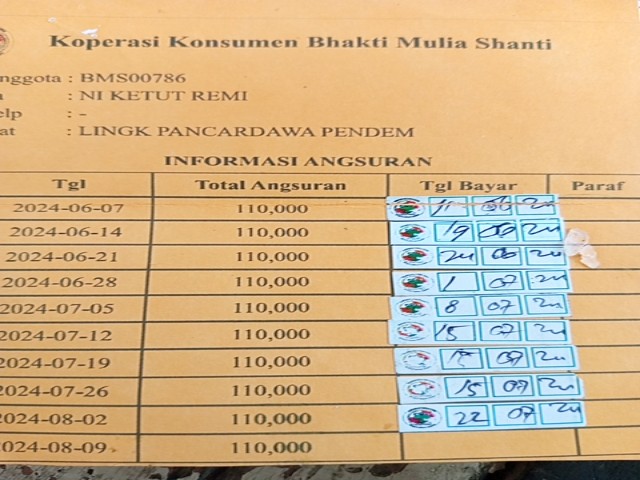 Koperasi Konsumen Bhakti Mulia Shanti
nggota : BMS00786
a : NI KETUT REMI
elp : -
at : LINGK PANCARDAWA PENDEM
INFORMASI ANGSURAN
Tgl Total Angsuran Tgl Bayar Paraf
2024-06-07 110,000 11 06 24
2024-06-14 110,000 19 06 24
2024-06-21 110,000 24 06 24
2024-06-28 110,000 1 07 24
2024-07-05 110,000 8 07 24
2024-07-12 110,000 15 07 24
2024-07-19 110,000 15 07 24
2024-07-26 110,000 15 07 24
2024-08-02 110,000 22 07 24
2024-08-09 110,000